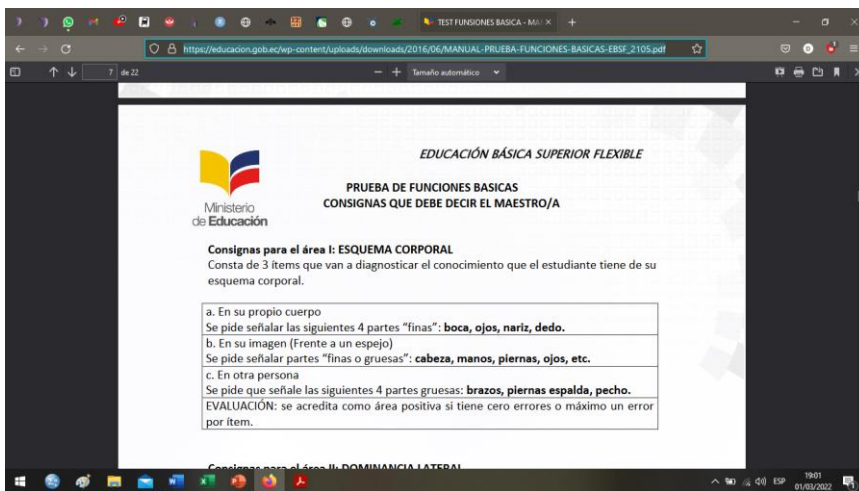 TEST FUNSIONES BASICA - MA
https://educacion.gob.ec/wp-content/uploads/downloads/2016/06/MANUAL-PRUEBA-FUNCIONES-BASICAS-EBSF_2105.pdf
7 de 22
Tamaño automático
EDUCACIÓN BÁSICA SUPERIOR FLEXIBLE
Ministerio
de Educación
PRUEBA DE FUNCIONES BASICAS
CONSIGNAS QUE DEBE DECIR EL MAESTRO/A
Consignas para el área I: ESQUEMA CORPORAL
Consta de 3 ítems que van a diagnosticar el conocimiento que el estudiante tiene de su
esquema corporal.
a. En su propio cuerpo
Se pide señalar las siguientes 4 partes “finas”: boca, ojos, nariz, dedo.
b. En su imagen (Frente a un espejo)
Se pide señalar partes “finas o gruesas”: cabeza, manos, piernas, ojos, etc.
c. En otra persona
Se pide que señale las siguientes 4 partes gruesas: brazos, piernas espalda, pecho.
EVALUACIÓN: se acredita como área positiva si tiene cero errores o máximo un error
por ítem.
Consignas para el área II: DOMINANCIA LATERAL
ESP
19:01
01/03/2022